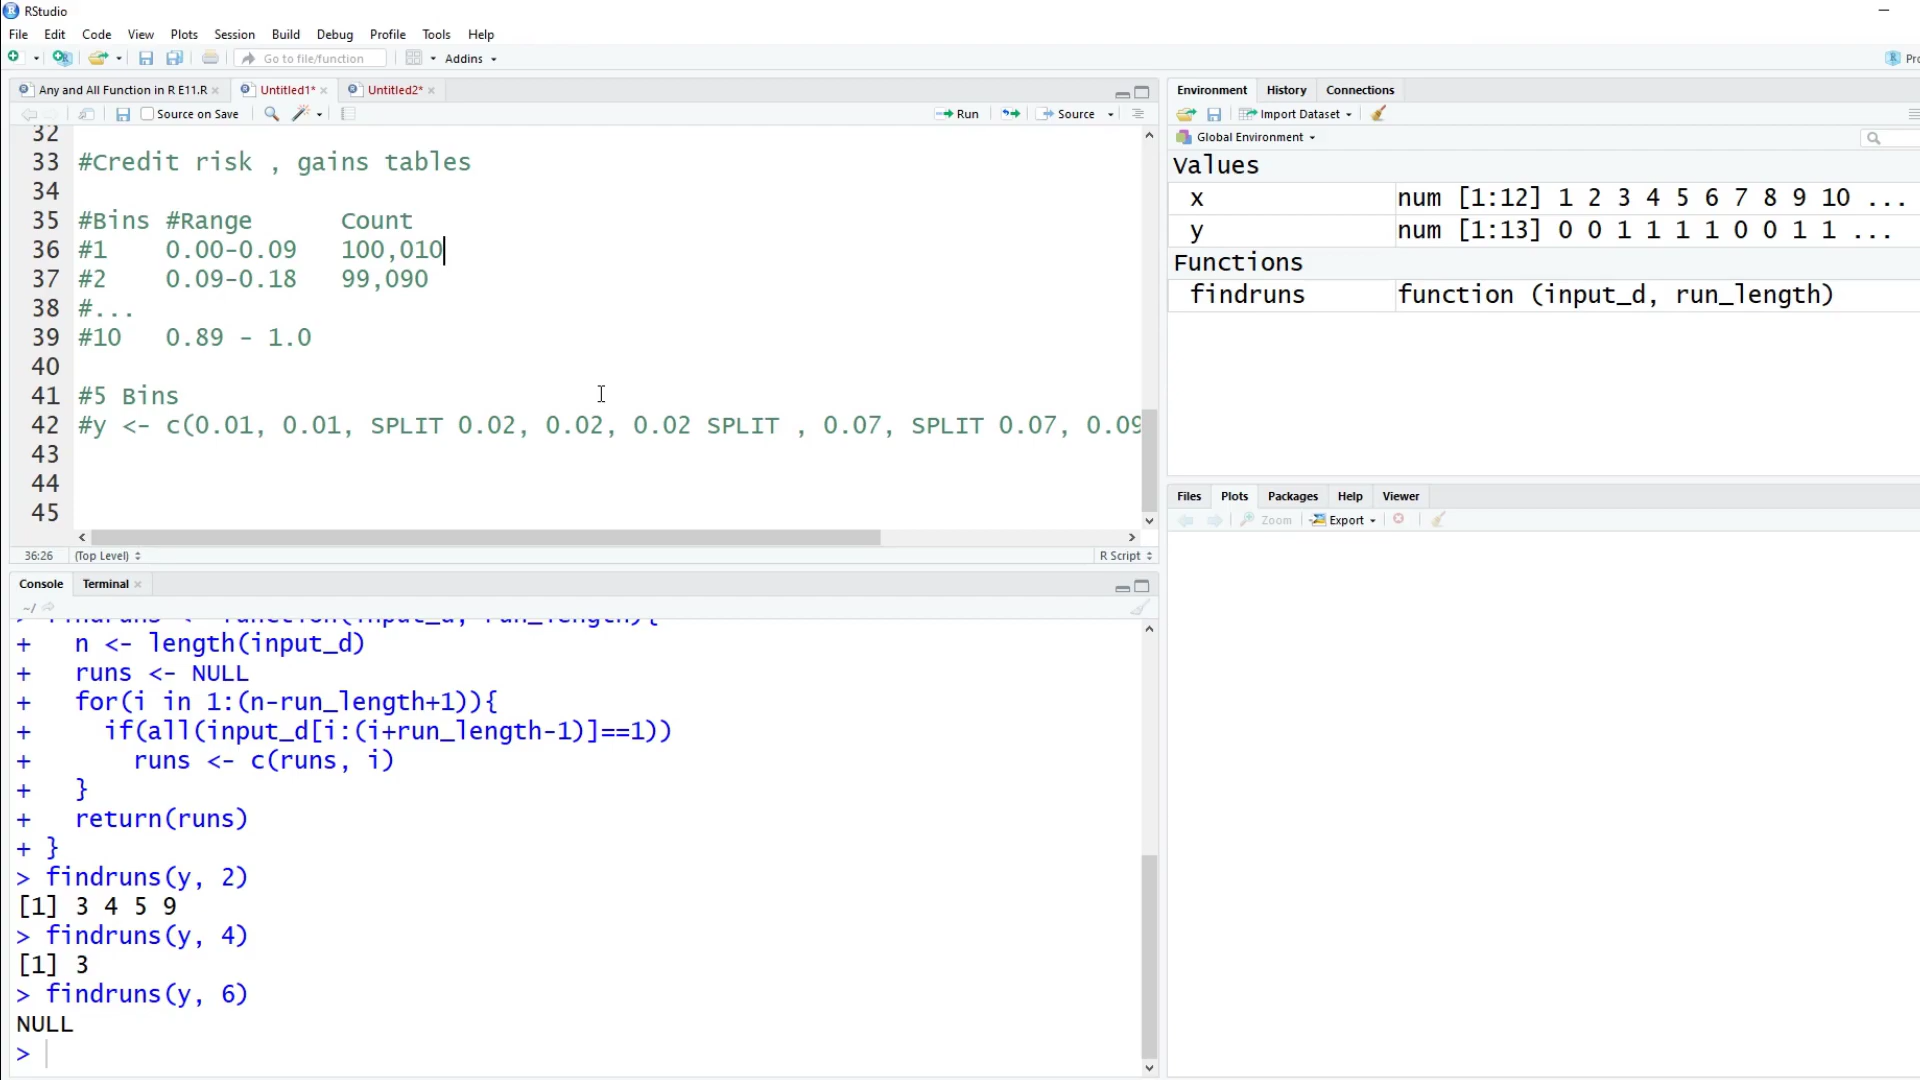 RStudio
File Edit Code View Plots Session Build Debug Profile Tools Help
Go to file/function Addins
Any and All Function in R E11.R Untitled1* Untitled2*
Source on Save Run Source
32
33 #Credit risk , gains tables
34
35 #Bins #Range Count
36 #1 0.00-0.09 100,010
37 #2 0.09-0.18 99,090
38 #...
39 #10 0.89 - 1.0
40
41 #5 Bins
42 #y <- c(0.01, 0.01, SPLIT 0.02, 0.02, 0.02 SPLIT , 0.07, SPLIT 0.07, 0.09
43
44
45
36:26 (Top Level) R Script
Console Terminal
~/
+ n <- length(input_d)
+ runs <- NULL
+ for(i in 1:(n-run_length+1)){
+ if(all(input_d[i:(i+run_length-1)]==1))
+ runs <- c(runs, i)
+ }
+ return(runs)
+ }
> findruns(y, 2)
[1] 3 4 5 9
> findruns(y, 4)
[1] 3
> findruns(y, 6)
NULL
>
Environment History Connections
Import Dataset
Global Environment
Values
x num [1:12] 1 2 3 4 5 6 7 8 9 10 ...
y num [1:13] 0 0 1 1 1 1 0 0 1 1 ...
Functions
findruns function (input_d, run_length)
Files Plots Packages Help Viewer
Zoom Export